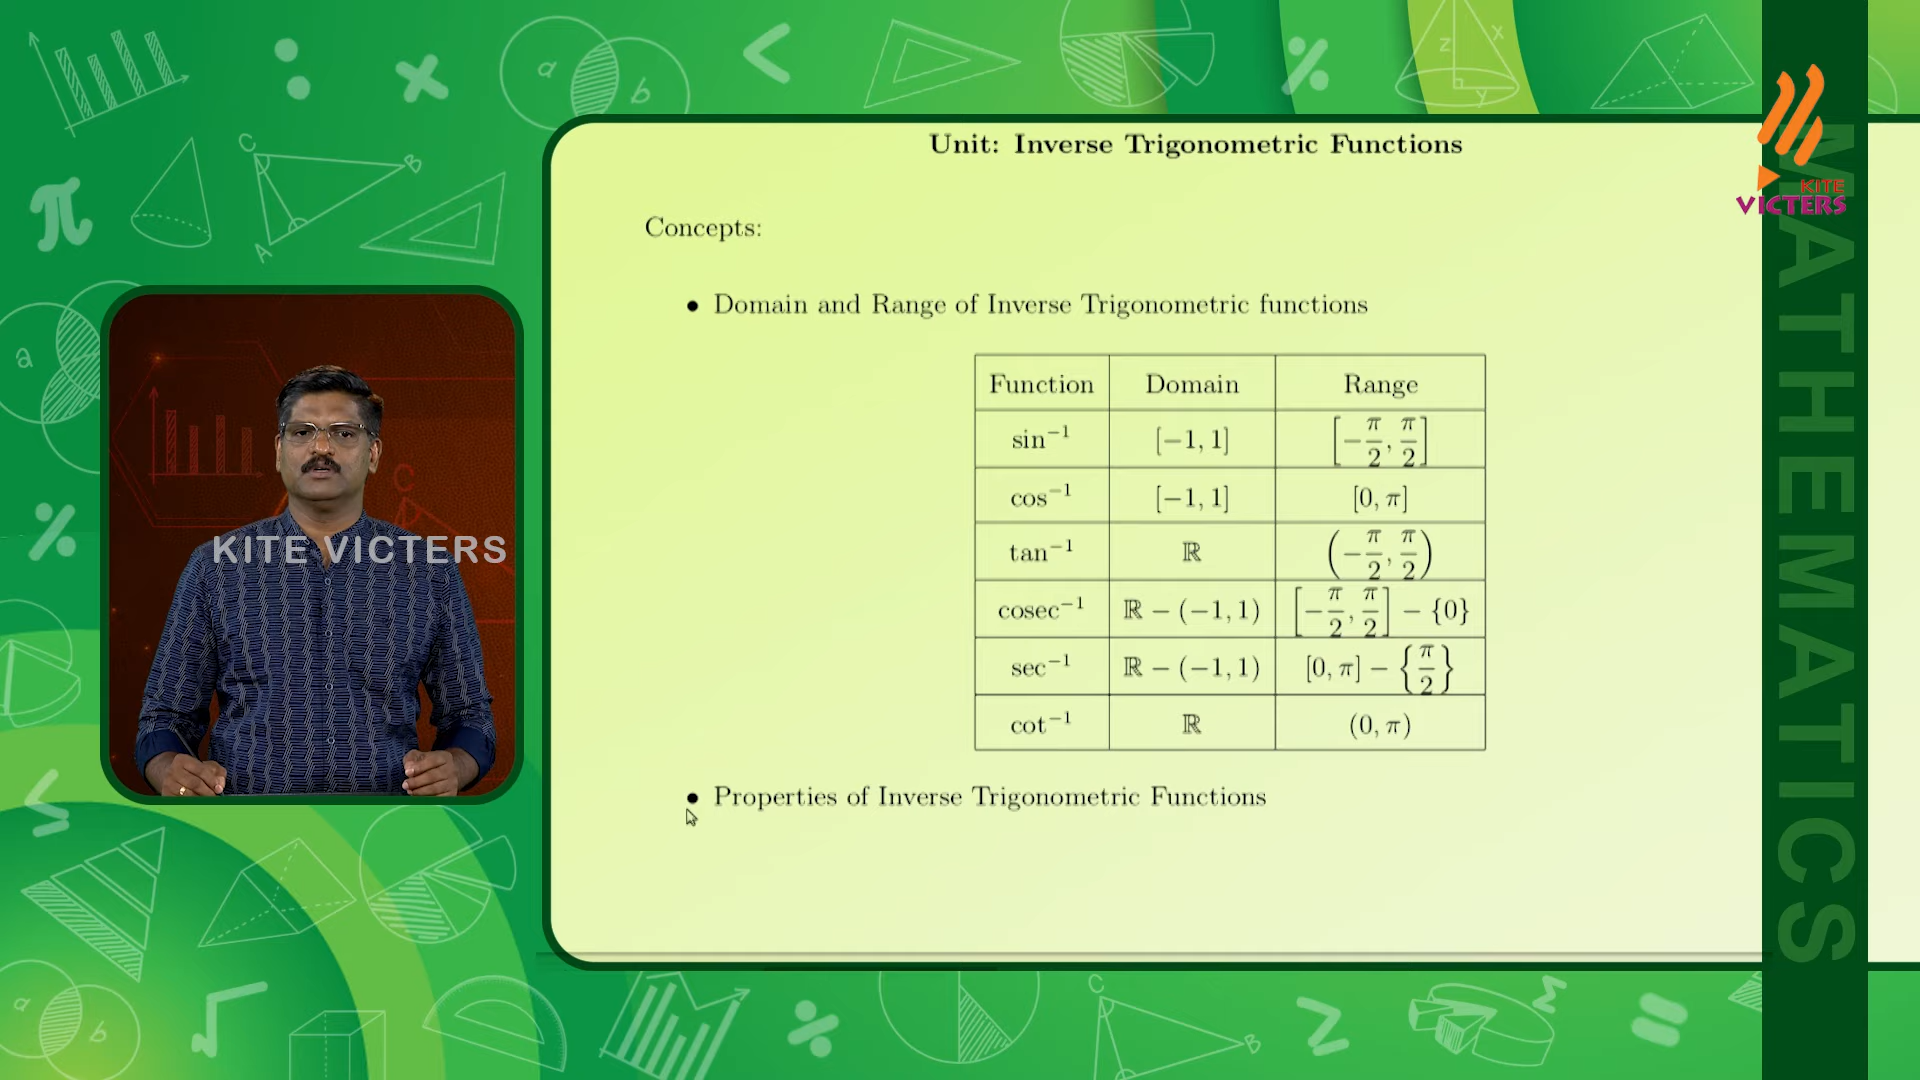 Unit: Inverse Trigonometric Functions
Concepts:
• Domain and Range of Inverse Trigonometric functions
Function Domain Range
sin⁻¹ [−1, 1] [−π/2, π/2]
cos⁻¹ [−1, 1] [0, π]
tan⁻¹ ℝ (−π/2, π/2)
cosec⁻¹ ℝ − (−1, 1) [−π/2, π/2] − {0}
sec⁻¹ ℝ − (−1, 1) [0, π] − {π/2}
cot⁻¹ ℝ (0, π)
• Properties of Inverse Trigonometric Functions
KITE VICTERS
KITE
VICTERS
MATHEMATICS
a b
C
B
A
z x
y
a
C
a b
C
B